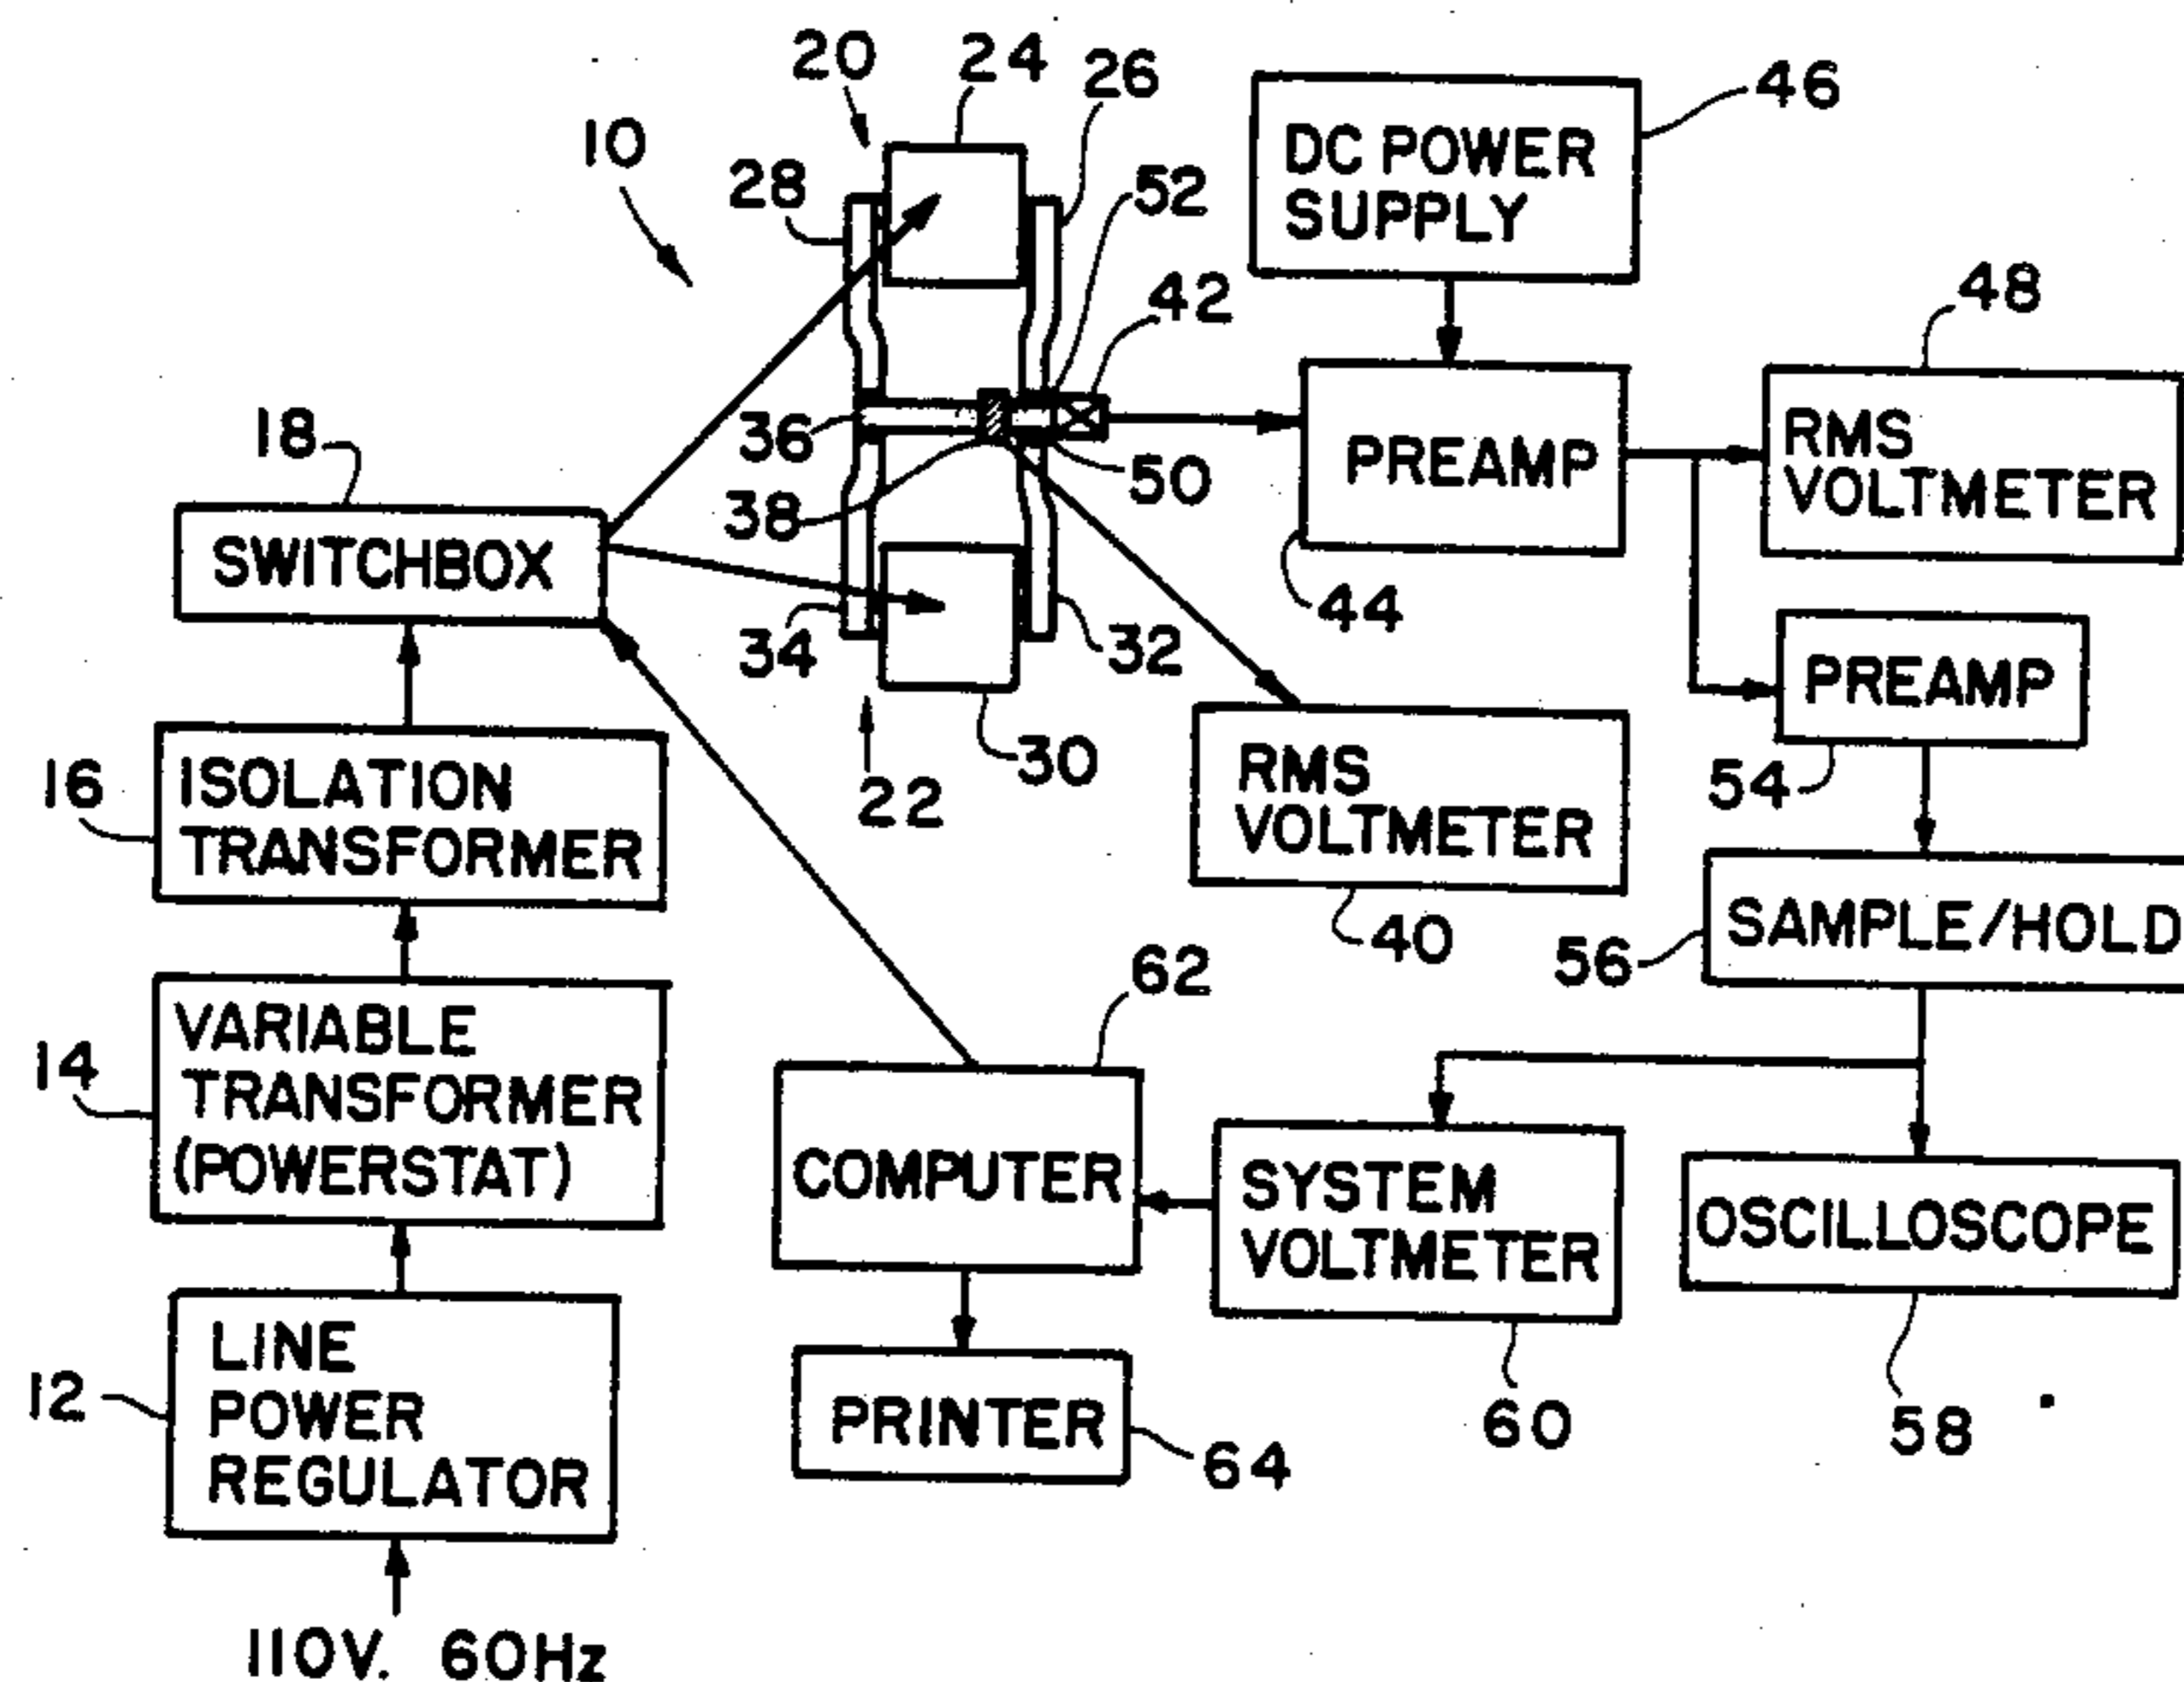 20
24
26
46
10
28
52
DC POWER
SUPPLY
42
48
18
36
PREAMP
RMS
VOLTMETER
38
50
SWITCHBOX
44
34
32
PREAMP
16
ISOLATION
TRANSFORMER
22
30
RMS
VOLTMETER
54
40
56
SAMPLE/HOLD
62
14
VARIABLE
TRANSFORMER
(POWERSTAT)
COMPUTER
SYSTEM
VOLTMETER
OSCILLOSCOPE
12
LINE
POWER
REGULATOR
PRINTER
64
60
58
110V. 60Hz